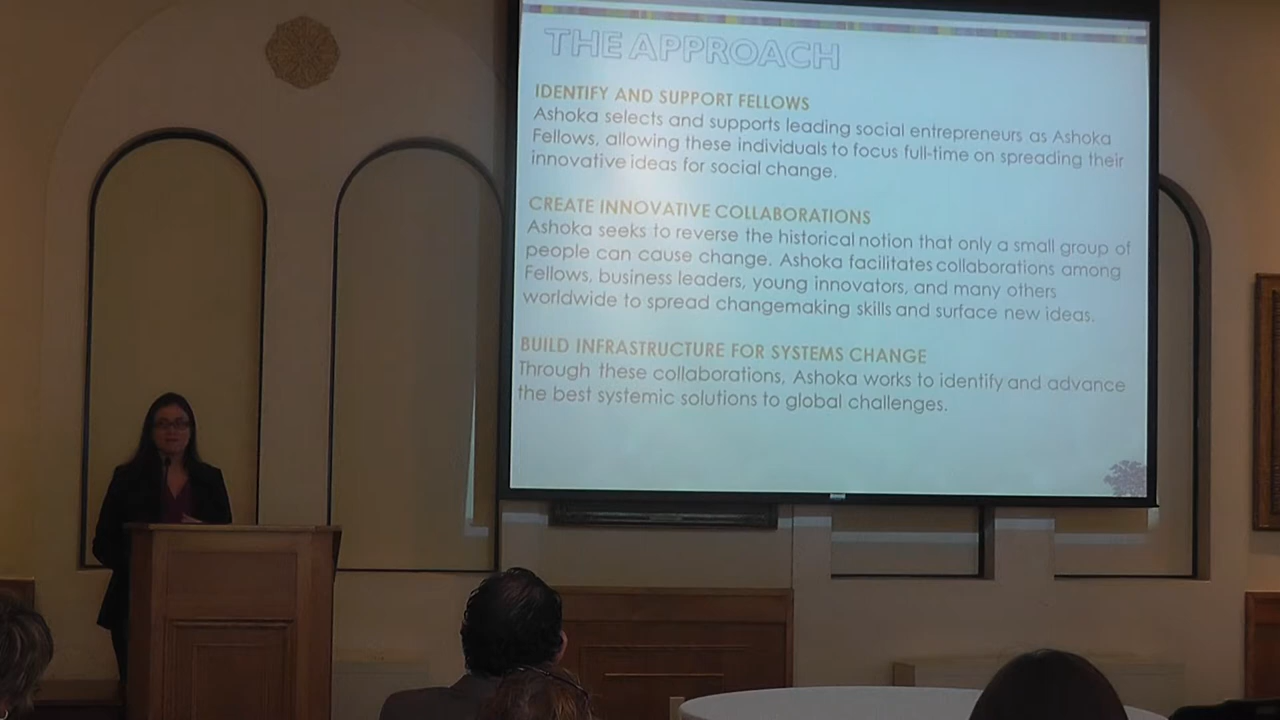 THE APPROACH
IDENTIFY AND SUPPORT FELLOWS
Ashoka selects and supports leading social entrepreneurs as Ashoka
Fellows, allowing these individuals to focus full-time on spreading their
innovative ideas for social change.
CREATE INNOVATIVE COLLABORATIONS
Ashoka seeks to reverse the historical notion that only a small group of
people can cause change. Ashoka facilitates collaborations among
Fellows, business leaders, young innovators, and many others
worldwide to spread changemaking skills and surface new ideas.
BUILD INFRASTRUCTURE FOR SYSTEMS CHANGE
Through these collaborations, Ashoka works to identify and advance
the best systemic solutions to global challenges.